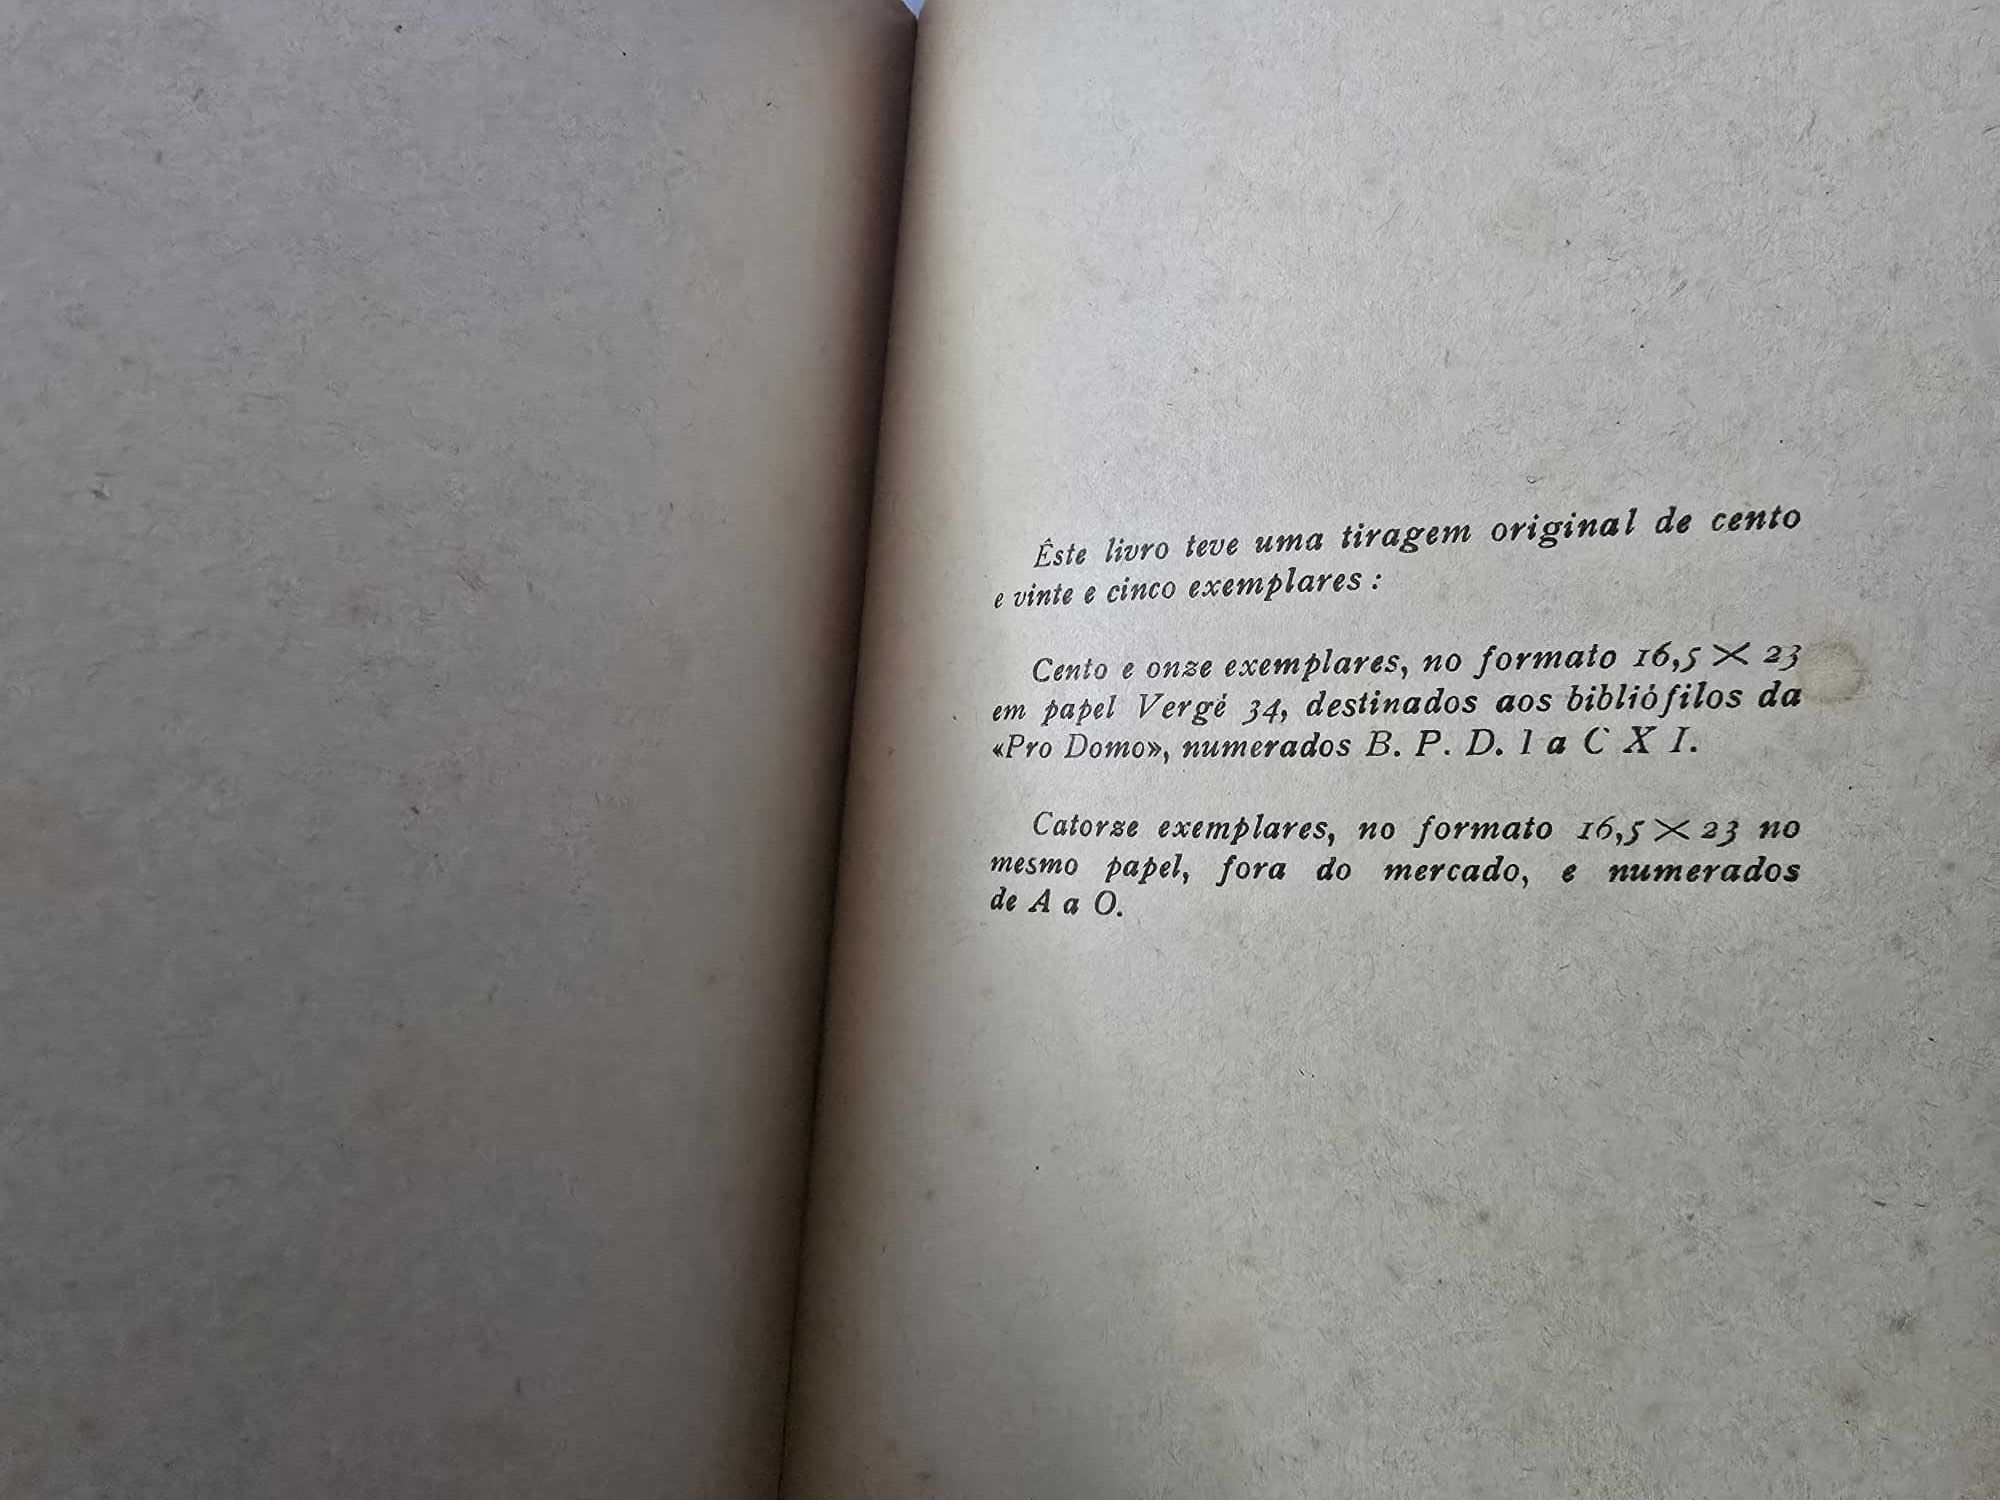 Êste livro teve uma tiragem original de cento
e vinte e cinco exemplares :
Cento e onze exemplares, no formato 16,5 × 23
em papel Vergé 34, destinados aos bibliófilos da
«Pro Domo», numerados B. P. D. 1 a C X I.
Catorze exemplares, no formato 16,5 × 23 no
mesmo papel, fora do mercado, e numerados
de A a O.